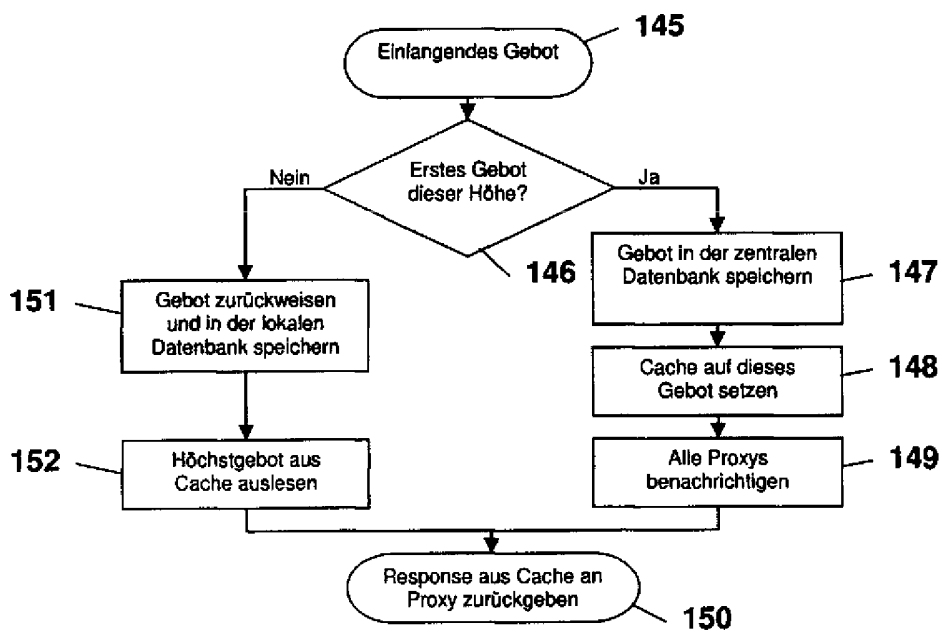 145
Einfangendes Gebot
Erstes Gebot
dieser Höhe?
Nein
Ja
146
Gebot in der zentralen
Datenbank speichern
147
151
Gebot zurückweisen
und in der lokalen
Datenbank speichern
Cache auf dieses
Gebot setzen
148
152
Höchstgebot aus
Cache auslesen
Alle Proxys
benachrichtigen
149
Response aus Cache an
Proxy zurückgeben
150